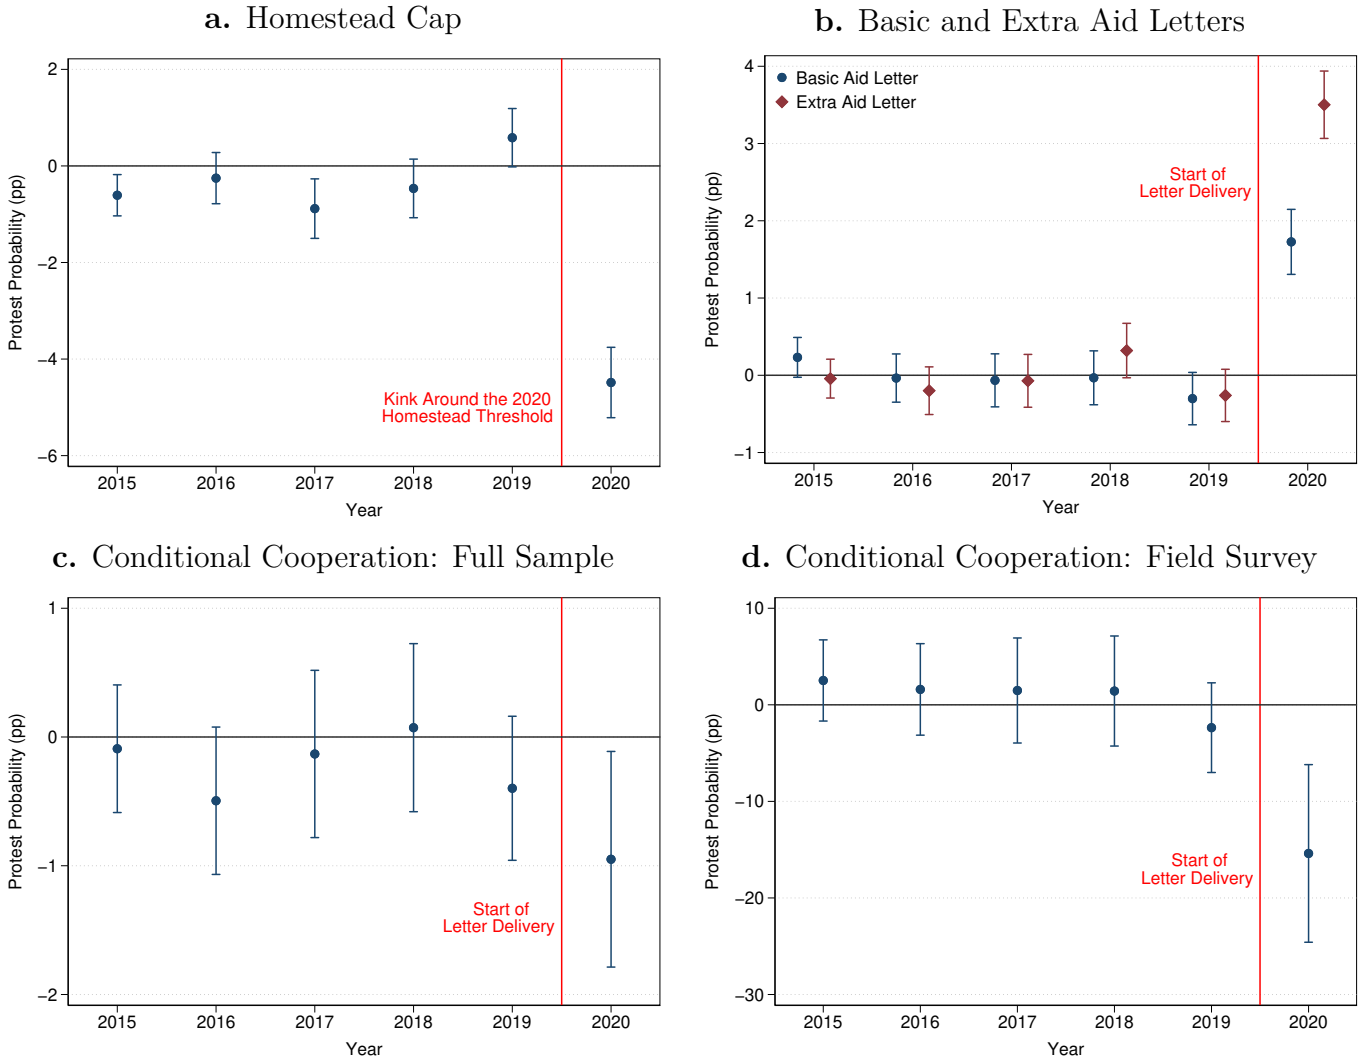 a. Homestead Cap
Protest Probability (pp)
2
0
−2
−4
−6
Kink Around the 2020
Homestead Threshold
2015 2016 2017 2018 2019 2020
Year
b. Basic and Extra Aid Letters
Basic Aid Letter
Extra Aid Letter
Protest Probability (pp)
4
3
2
1
0
−1
Start of
Letter Delivery
2015 2016 2017 2018 2019 2020
Year
c. Conditional Cooperation: Full Sample
Protest Probability (pp)
1
0
−1
−2
Start of
Letter Delivery
2015 2016 2017 2018 2019 2020
Year
d. Conditional Cooperation: Field Survey
Protest Probability (pp)
10
0
−10
−20
−30
Start of
Letter Delivery
2015 2016 2017 2018 2019 2020
Year